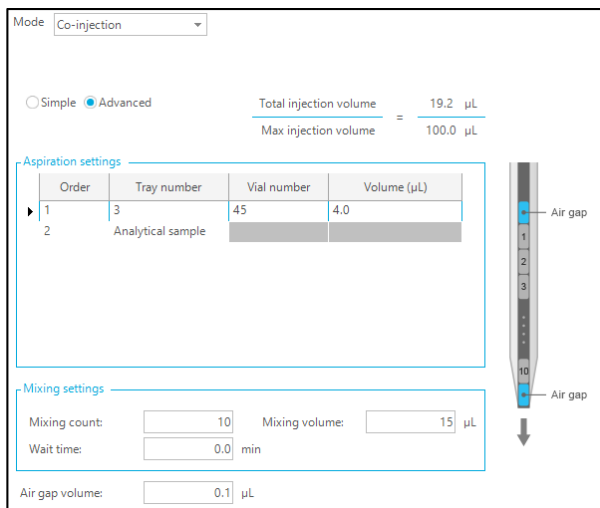 Mode Co-injection
Simple Advanced
Total injection volume = 19.2 µL
Max injection volume 100.0 µL
Aspiration settings
Order Tray number Vial number Volume (µL)
1 3 45 4.0
2 Analytical sample
Air gap
1
2
3
10
Air gap
Mixing settings
Mixing count: 10 Mixing volume: 15 µL
Wait time: 0.0 min
Air gap volume: 0.1 µL